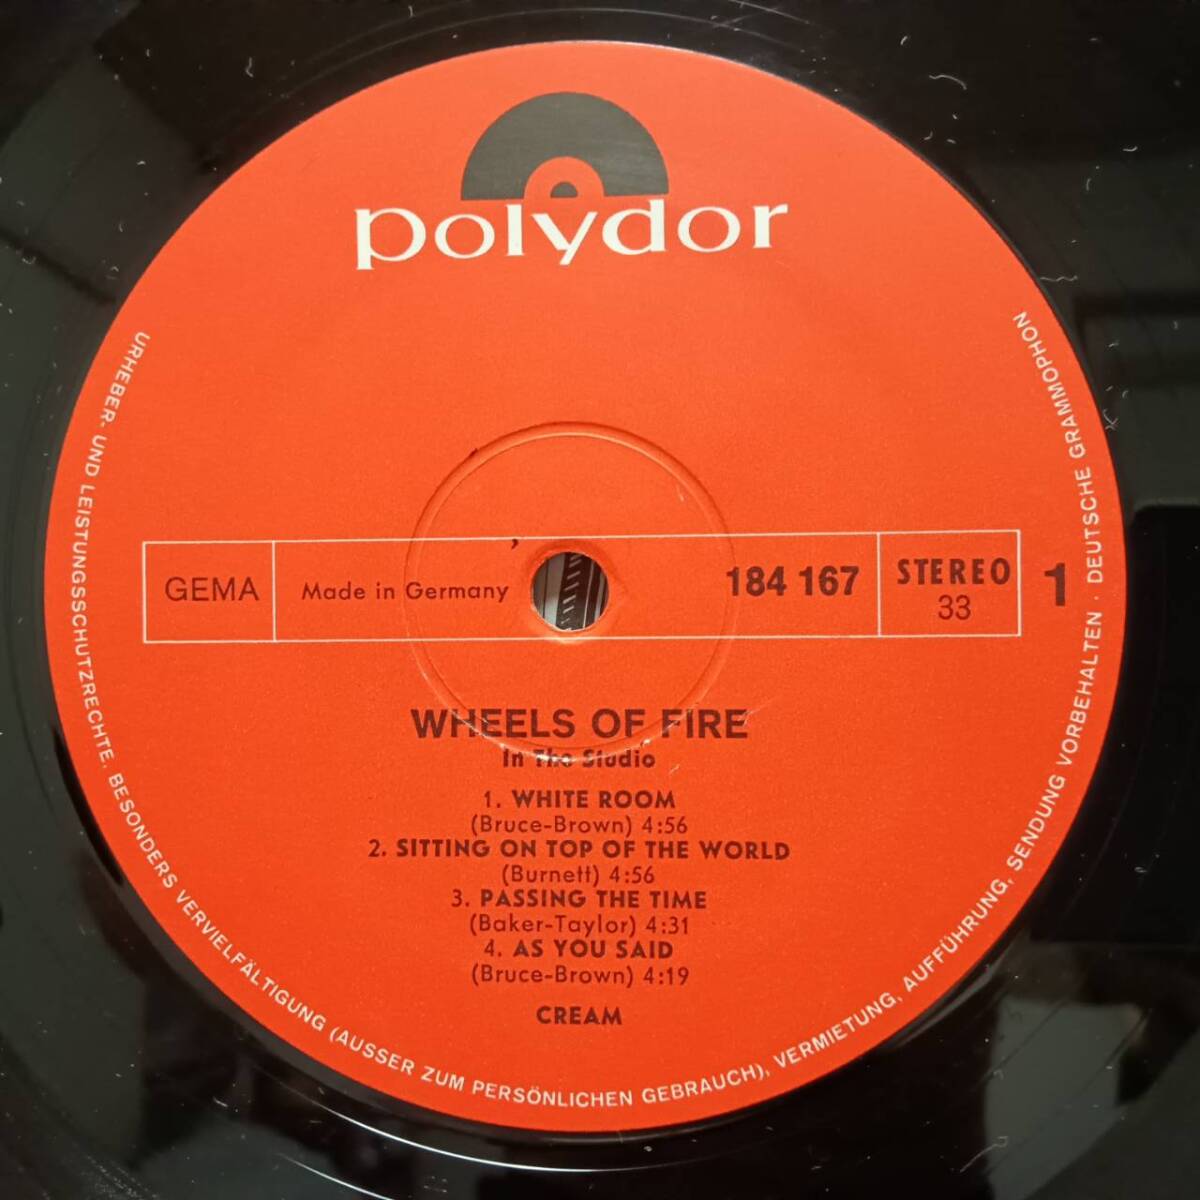 polydor
GEMA
Made in Germany
184 167
STEREO
33
1
WHEELS OF FIRE
In The Studio
1. WHITE ROOM
(Bruce-Brown) 4:56
2. SITTING ON TOP OF THE WORLD
(Burnett) 4:56
3. PASSING THE TIME
(Baker-Taylor) 4:31
4. AS YOU SAID
(Bruce-Brown) 4:19
CREAM
URHEBER- UND LEISTUNGSSCHUTZRECHTE, BESONDERS VERVIELFÄLTIGUNG (AUSSER ZUM PERSÖNLICHEN GEBRAUCH), VERMIETUNG, AUFFÜHRUNG, SENDUNG VORBEHALTEN · DEUTSCHE GRAMMOPHON